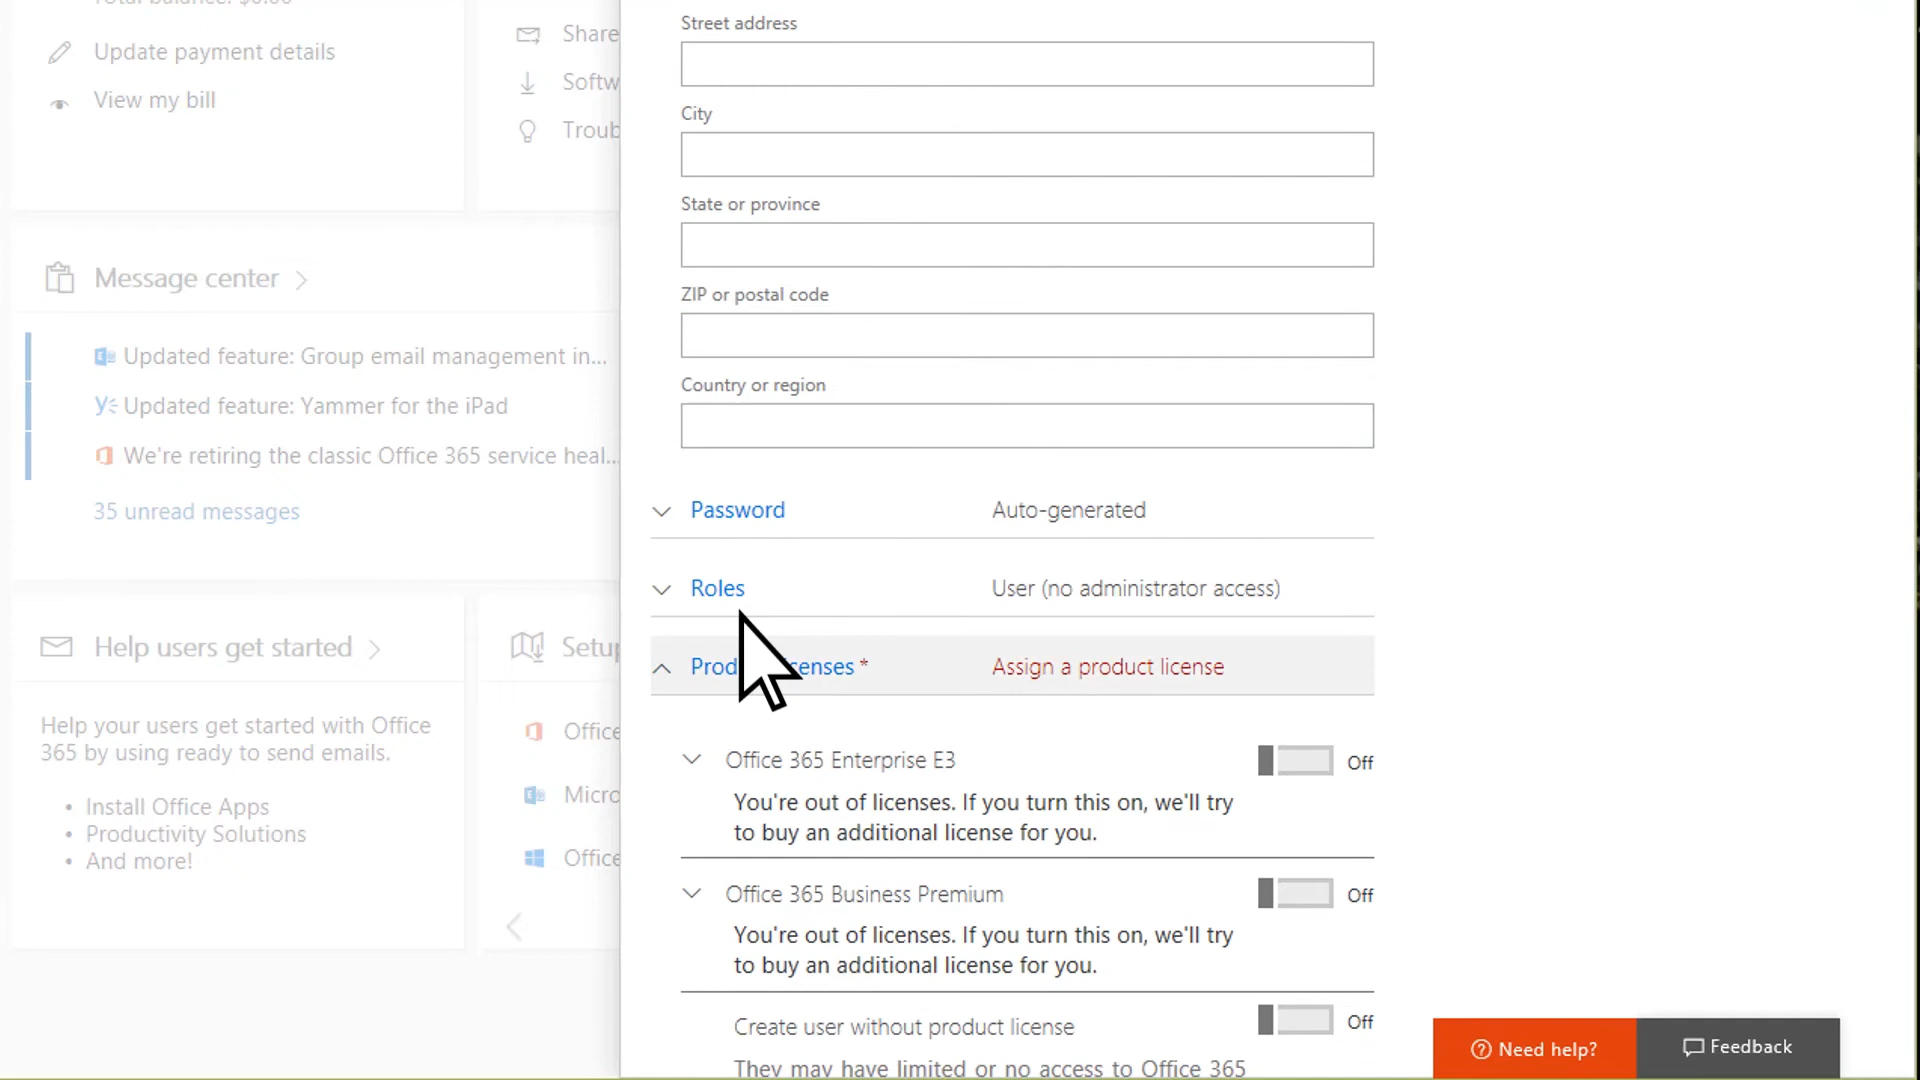 Total balance: $0.00
Update payment details
View my bill
Share
Softw
Troub
Message center
Updated feature: Group email management in...
Updated feature: Yammer for the iPad
We're retiring the classic Office 365 service heal...
35 unread messages
Help users get started
Help your users get started with Office
365 by using ready to send emails.
• Install Office Apps
• Productivity Solutions
• And more!
Setup
Office
Micro
Office
Street address
City
State or province
ZIP or postal code
Country or region
Password Auto-generated
Roles User (no administrator access)
Prod icenses * Assign a product license
Office 365 Enterprise E3 Off
You're out of licenses. If you turn this on, we'll try
to buy an additional license for you.
Office 365 Business Premium Off
You're out of licenses. If you turn this on, we'll try
to buy an additional license for you.
Create user without product license Off
They may have limited or no access to Office 365
Need help?
Feedback